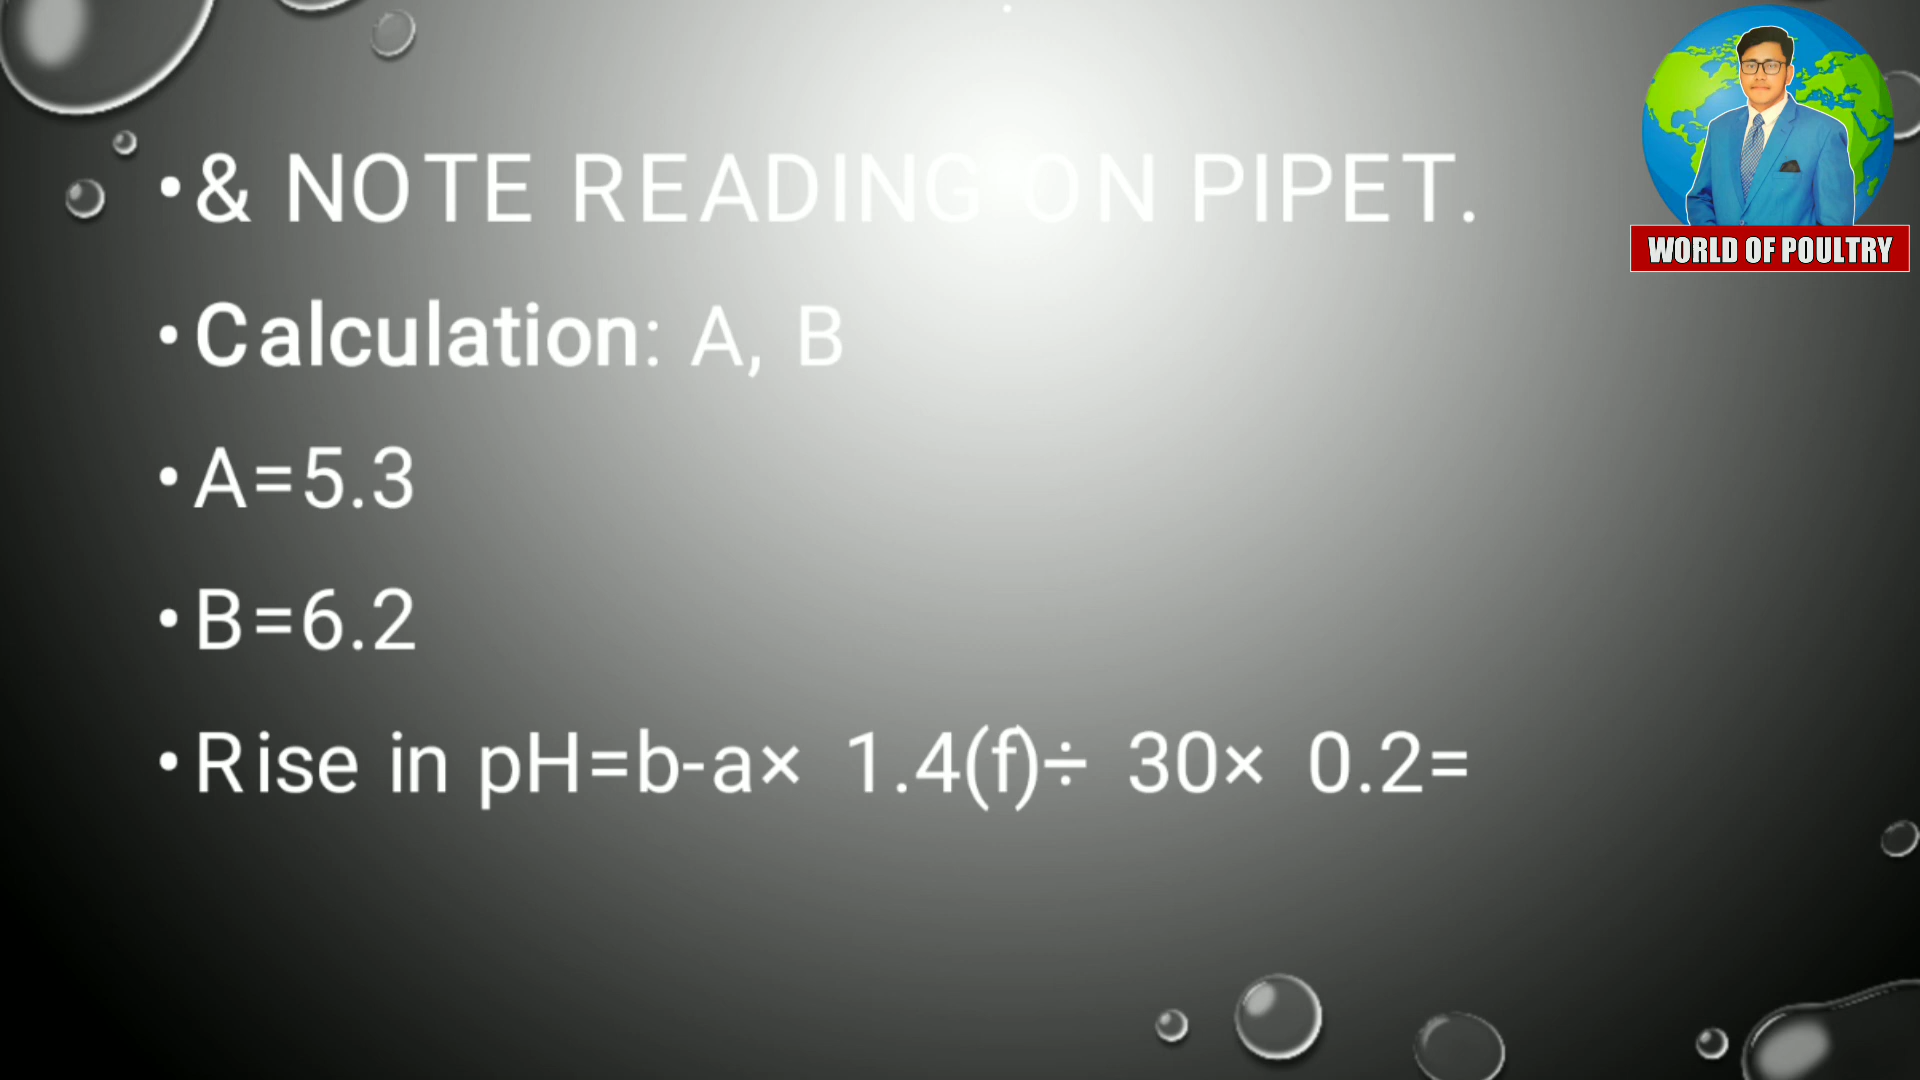 •& NOTE READING ON PIPET.
•Calculation: A, B
•A=5.3
•B=6.2
•Rise in pH=b-a× 1.4(f)÷ 30× 0.2=
WORLD OF POULTRY